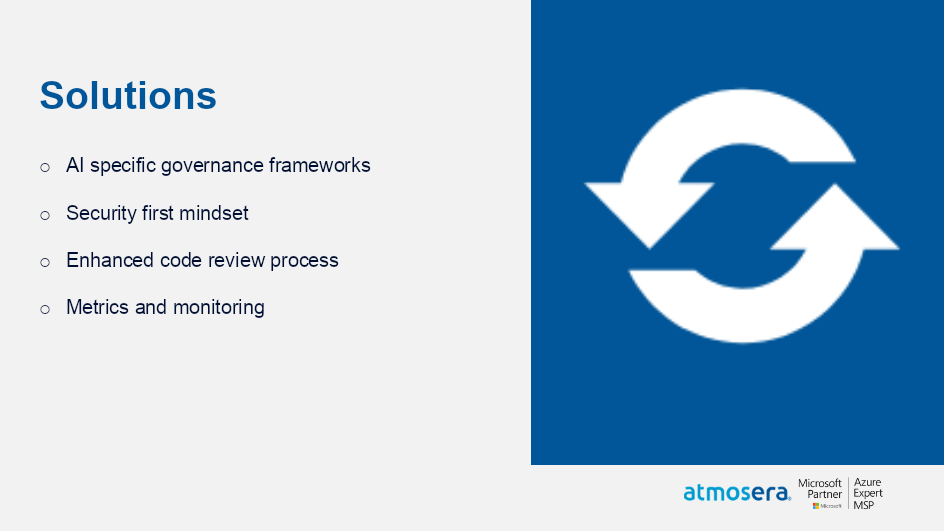 Solutions
○ AI specific governance frameworks
○ Security first mindset
○ Enhanced code review process
○ Metrics and monitoring
atmosera®
Microsoft
Partner
Microsoft
Azure
Expert
MSP